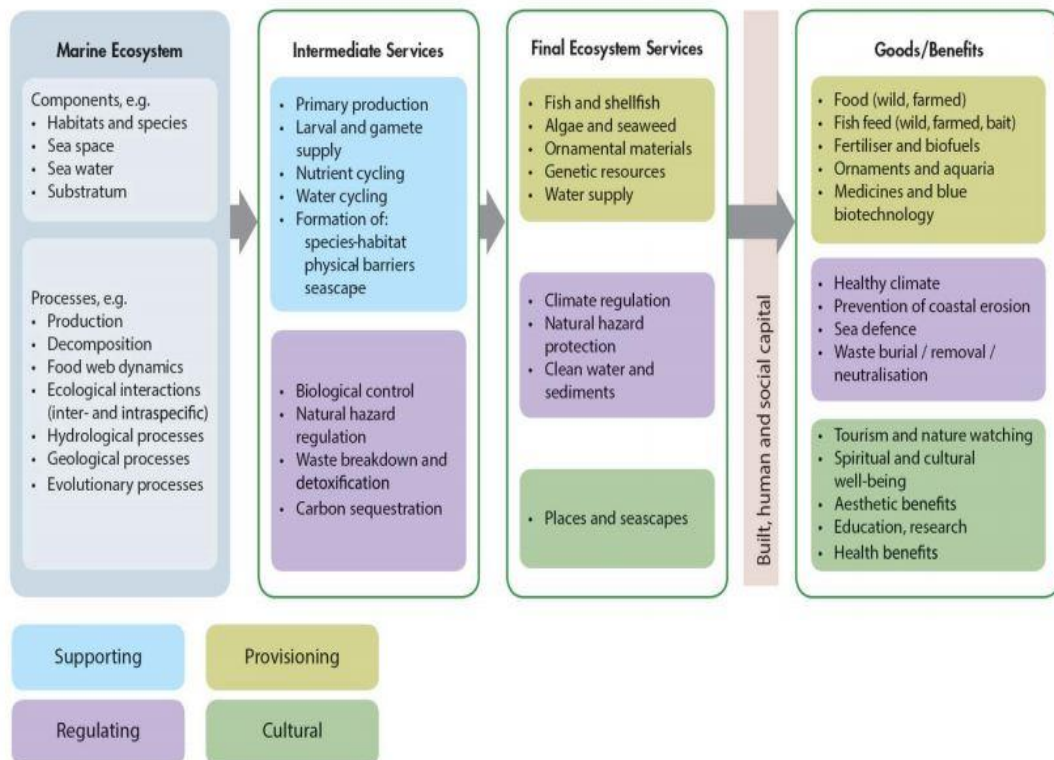 Marine Ecosystem
Components, e.g.
• Habitats and species
• Sea space
• Sea water
• Substratum
Processes, e.g.
• Production
• Decomposition
• Food web dynamics
• Ecological interactions
(inter- and intraspecific)
• Hydrological processes
• Geological processes
• Evolutionary processes
Intermediate Services
• Primary production
• Larval and gamete
supply
• Nutrient cycling
• Water cycling
• Formation of:
species-habitat
physical barriers
seascape
• Biological control
• Natural hazard
regulation
• Waste breakdown and
detoxification
• Carbon sequestration
Final Ecosystem Services
• Fish and shellfish
• Algae and seaweed
• Ornamental materials
• Genetic resources
• Water supply
• Climate regulation
• Natural hazard
protection
• Clean water and
sediments
• Places and seascapes
Built, human and social capital
Goods/Benefits
• Food (wild, farmed)
• Fish feed (wild, farmed, bait)
• Fertiliser and biofuels
• Ornaments and aquaria
• Medicines and blue
biotechnology
• Healthy climate
• Prevention of coastal erosion
• Sea defence
• Waste burial / removal /
neutralisation
• Tourism and nature watching
• Spiritual and cultural
well-being
• Aesthetic benefits
• Education, research
• Health benefits
Supporting
Provisioning
Regulating
Cultural